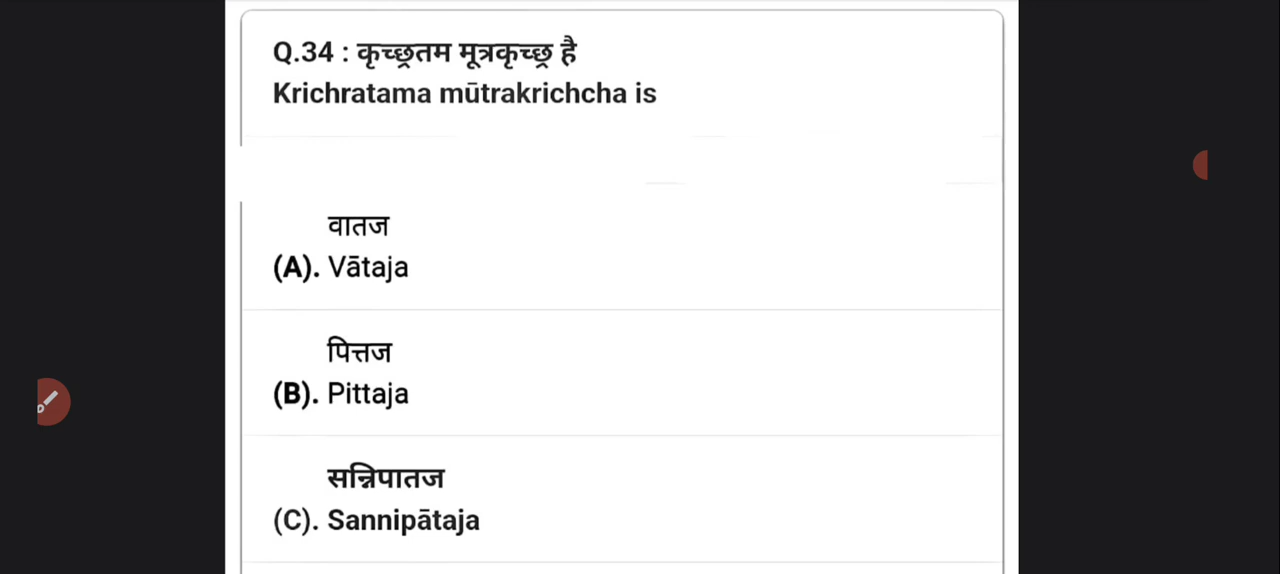 Q.34 : कृच्छ्रतम मूत्रकृच्छ्र है
Krichratama mūtrakrichcha is
वातज
(A). Vātaja
पित्तज
(B). Pittaja
सन्निपातज
(C). Sannipātaja